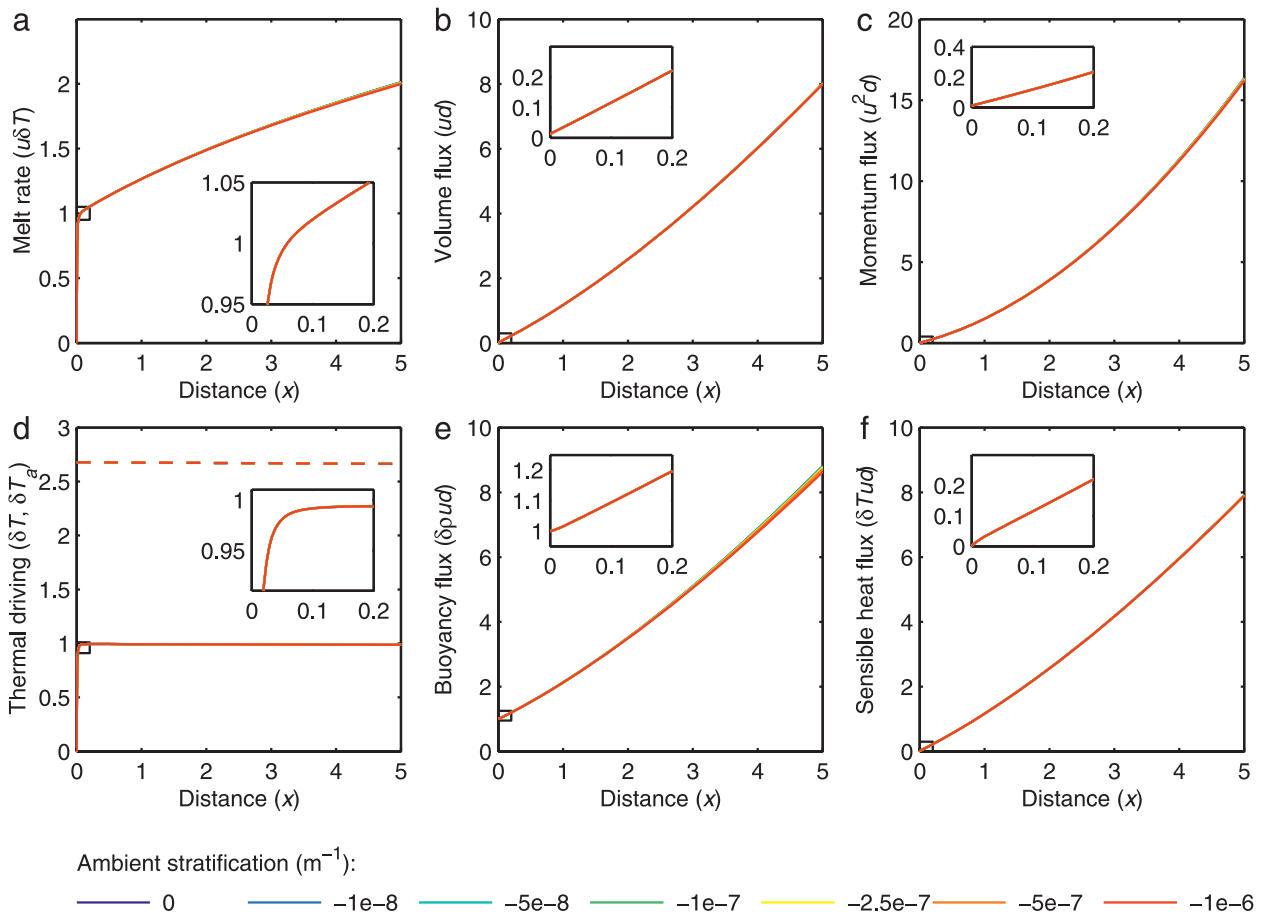 a
Melt rate (uδT)
2
1.5
1
0.5
0
1.05
1
0.95
0 0.1 0.2
0 1 2 3 4 5
Distance (x)
b
Volume flux (ud)
10
8
6
4
2
0
0.2
0.1
0
0 0.1 0.2
0 1 2 3 4 5
Distance (x)
c
Momentum flux (u²d)
20
15
10
5
0
0.4
0.2
0
0 0.1 0.2
0 1 2 3 4 5
Distance (x)
d
Thermal driving (δT, δTₐ)
3
2.5
2
1.5
1
0.5
0
1
0.95
0 0.1 0.2
0 1 2 3 4 5
Distance (x)
e
Buoyancy flux (δρud)
10
8
6
4
2
0
1.2
1.1
1
0 0.1 0.2
0 1 2 3 4 5
Distance (x)
f
Sensible heat flux (δTud)
10
8
6
4
2
0
0.2
0.1
0
0 0.1 0.2
0 1 2 3 4 5
Distance (x)
Ambient stratification (m⁻¹):
0 −1e−8 −5e−8 −1e−7 −2.5e−7 −5e−7 −1e−6